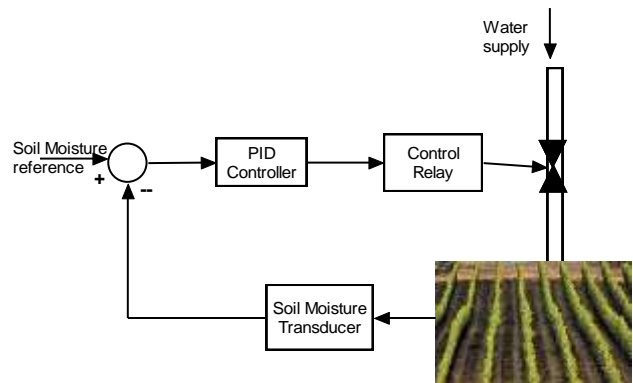 Water
supply
Soil Moisture
reference
+
--
PID
Controller
Control
Relay
Soil Moisture
Transducer